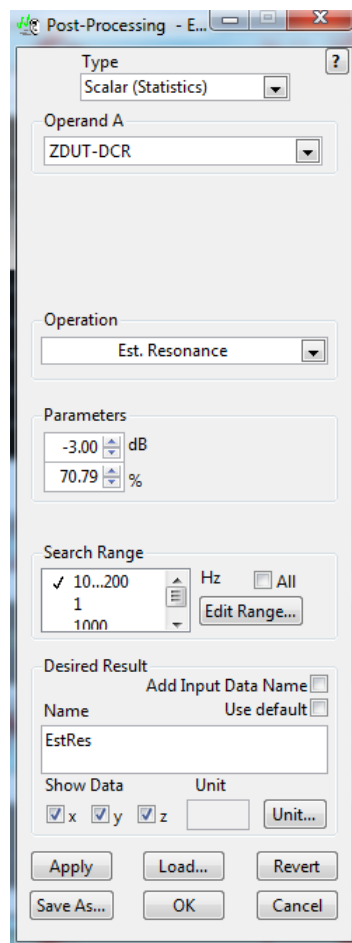 Post-Processing - E...
Type
?
Scalar (Statistics)
Operand A
ZDUT-DCR
Operation
Est. Resonance
Parameters
-3.00 dB
70.79 %
Search Range
✓ 10...200 Hz All
1
1000
Edit Range...
Desired Result
Add Input Data Name
Name Use default
EstRes
Show Data Unit
x y z Unit...
Apply Load... Revert
Save As... OK Cancel